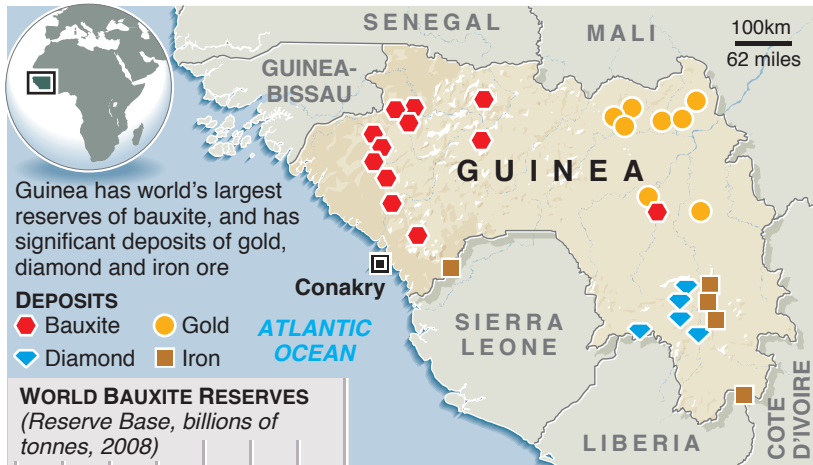 SENEGAL
MALI
100km
62 miles
GUINEA-
BISSAU
GUINEA
Guinea has world's largest
reserves of bauxite, and has
significant deposits of gold,
diamond and iron ore
Conakry
DEPOSITS
Bauxite
Gold
Diamond
Iron
ATLANTIC
OCEAN
SIERRA
LEONE
LIBERIA
COTE
D'IVOIRE
WORLD BAUXITE RESERVES
(Reserve Base, billions of
tonnes, 2008)